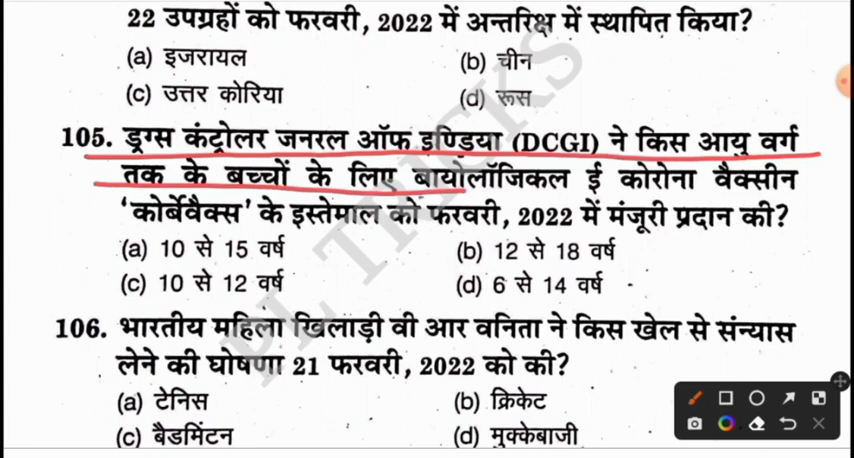 22 उपग्रहों को फरवरी, 2022 में अन्तरिक्ष में स्थापित किया?
(a) इजरायल (b) चीन
(c) उत्तर कोरिया (d) रूस
105. ड्रग्स कंट्रोलर जनरल ऑफ इण्डिया (DCGI) ने किस आयु वर्ग
तक के बच्चों के लिए बायोलॉजिकल ई कोरोना वैक्सीन
'कोर्बेवैक्स' के इस्तेमाल को फरवरी, 2022 में मंजूरी प्रदान की?
(a) 10 से 15 वर्ष (b) 12 से 18 वर्ष
(c) 10 से 12 वर्ष (d) 6 से 14 वर्ष
106. भारतीय महिला खिलाड़ी वी आर वनिता ने किस खेल से संन्यास
लेने की घोषणा 21 फरवरी, 2022 को की?
(a) टेनिस (b) क्रिकेट
(c) बैडमिंटन (d) मुक्केबाजी
PL TRICKS